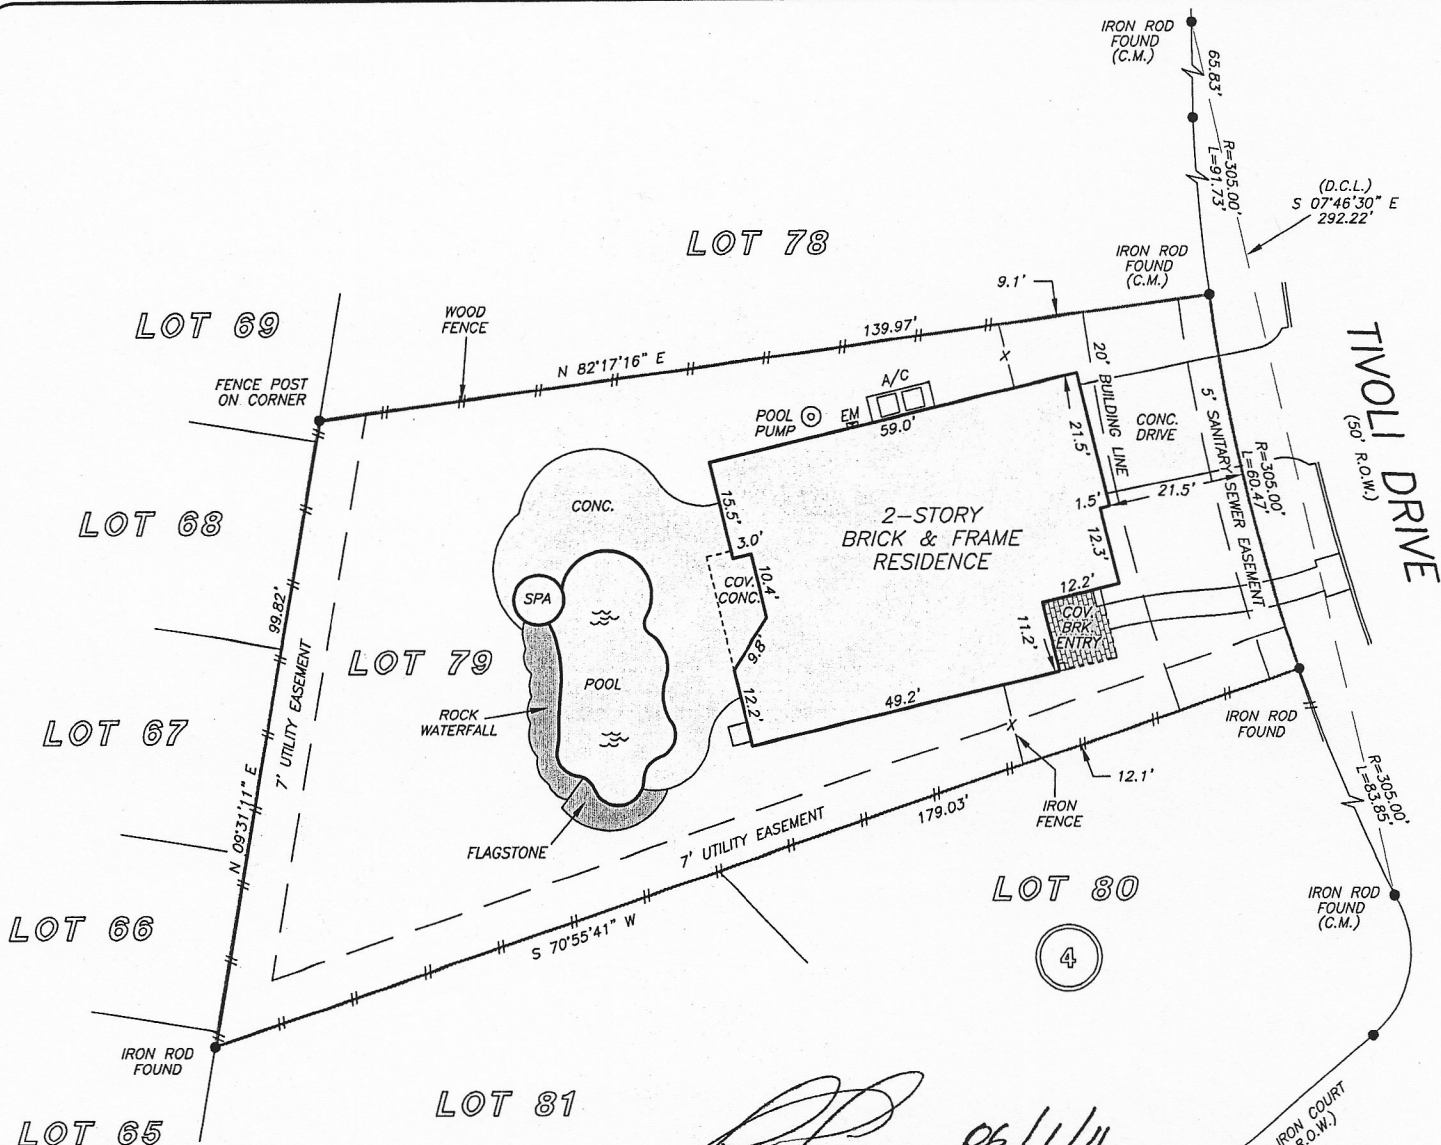 IRON ROD
FOUND
(C.M.)
65.83'
R=305.00'
L=91.73'
(D.C.L.)
S 07°46'30" E
292.22'
LOT 78
IRON ROD
FOUND
(C.M.)
9.1'
LOT 69
WOOD
FENCE
139.97'
N 82°17'16" E
TIVOLI DRIVE
(50' R.O.W.)
FENCE POST
ON CORNER
A/C
POOL
PUMP
EM
59.0'
20' BUILDING LINE
CONC.
DRIVE
5' SANITARY SEWER EASEMENT
R=305.00'
L=60.47'
21.5'
21.5'
1.5'
LOT 68
CONC.
15.5'
3.0'
2-STORY
BRICK & FRAME
RESIDENCE
12.3'
10.4'
COV.
CONC.
12.2'
SPA
COV.
BRK.
ENTRY
11.2'
99.82'
9.8'
LOT 79
POOL
7' UTILITY EASEMENT
ROCK
WATERFALL
12.2'
49.2'
LOT 67
IRON ROD
FOUND
N 09°31'11" E
12.1'
R=305.00'
L=83.85'
IRON
FENCE
179.03'
7' UTILITY EASEMENT
FLAGSTONE
LOT 80
IRON ROD
FOUND
(C.M.)
LOT 66
S 70°55'41" W
4
IRON ROD
FOUND
LOT 81
LOT 65
06/1/11
IRON COURT
R.O.W.)